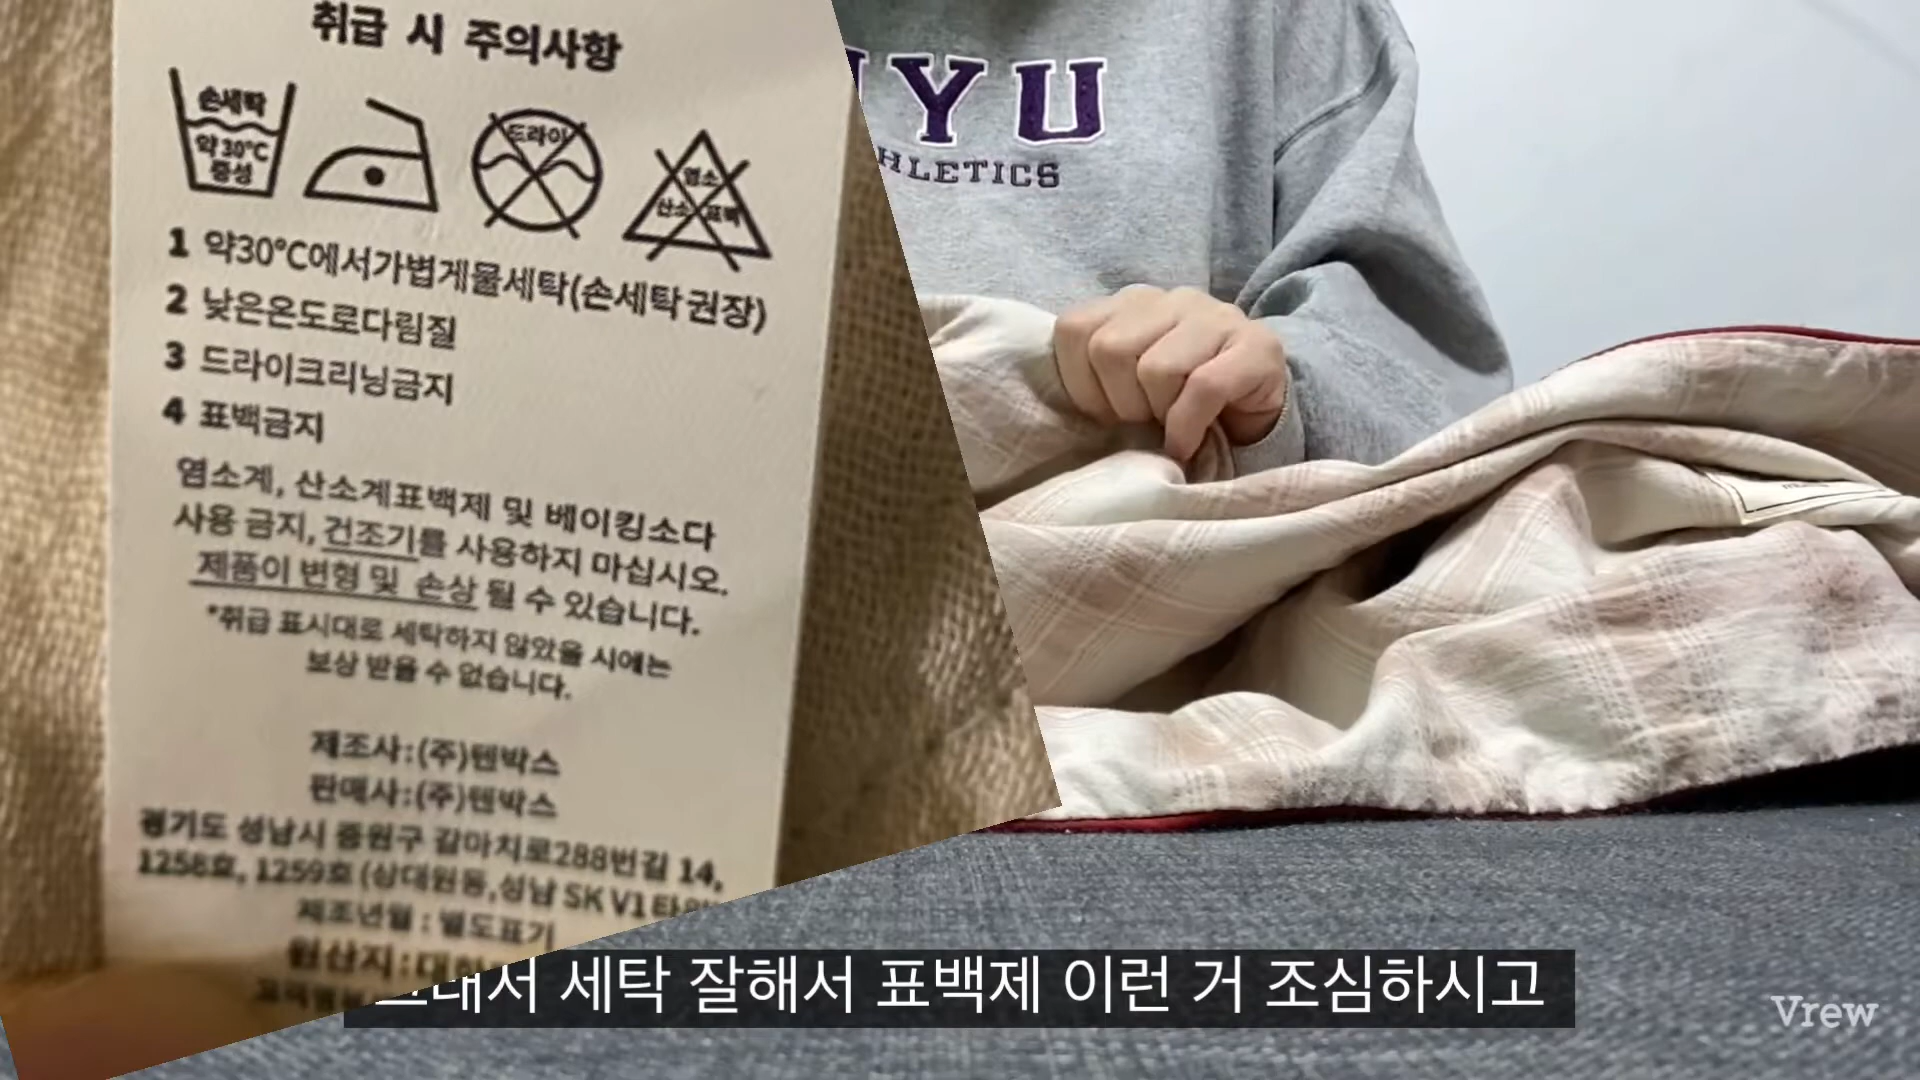 취급 시 주의사항
손세탁
약 30℃
중성
드라이
염소
산소 표백
1 약30℃에서가볍게물세탁(손세탁권장)
2 낮은온도로다림질
3 드라이크리닝금지
4 표백금지
염소계, 산소계표백제 및 베이킹소다
사용 금지, 건조기를 사용하지 마십시오.
제품이 변형 및 손상 될 수 있습니다.
*취급 표시대로 세탁하지 않았을 시에는
보상 받을 수 없습니다.
제조사:(주)텐박스
판매사:(주)텐박스
경기도 성남시 중원구 갈마치로288번길 14,
1258호, 1259호 (상대원동,성남 SK V1
제조년월 : 별도표기
원산지:
YU
ATHLETICS
그래서 세탁 잘해서 표백제 이런 거 조심하시고
Vrew